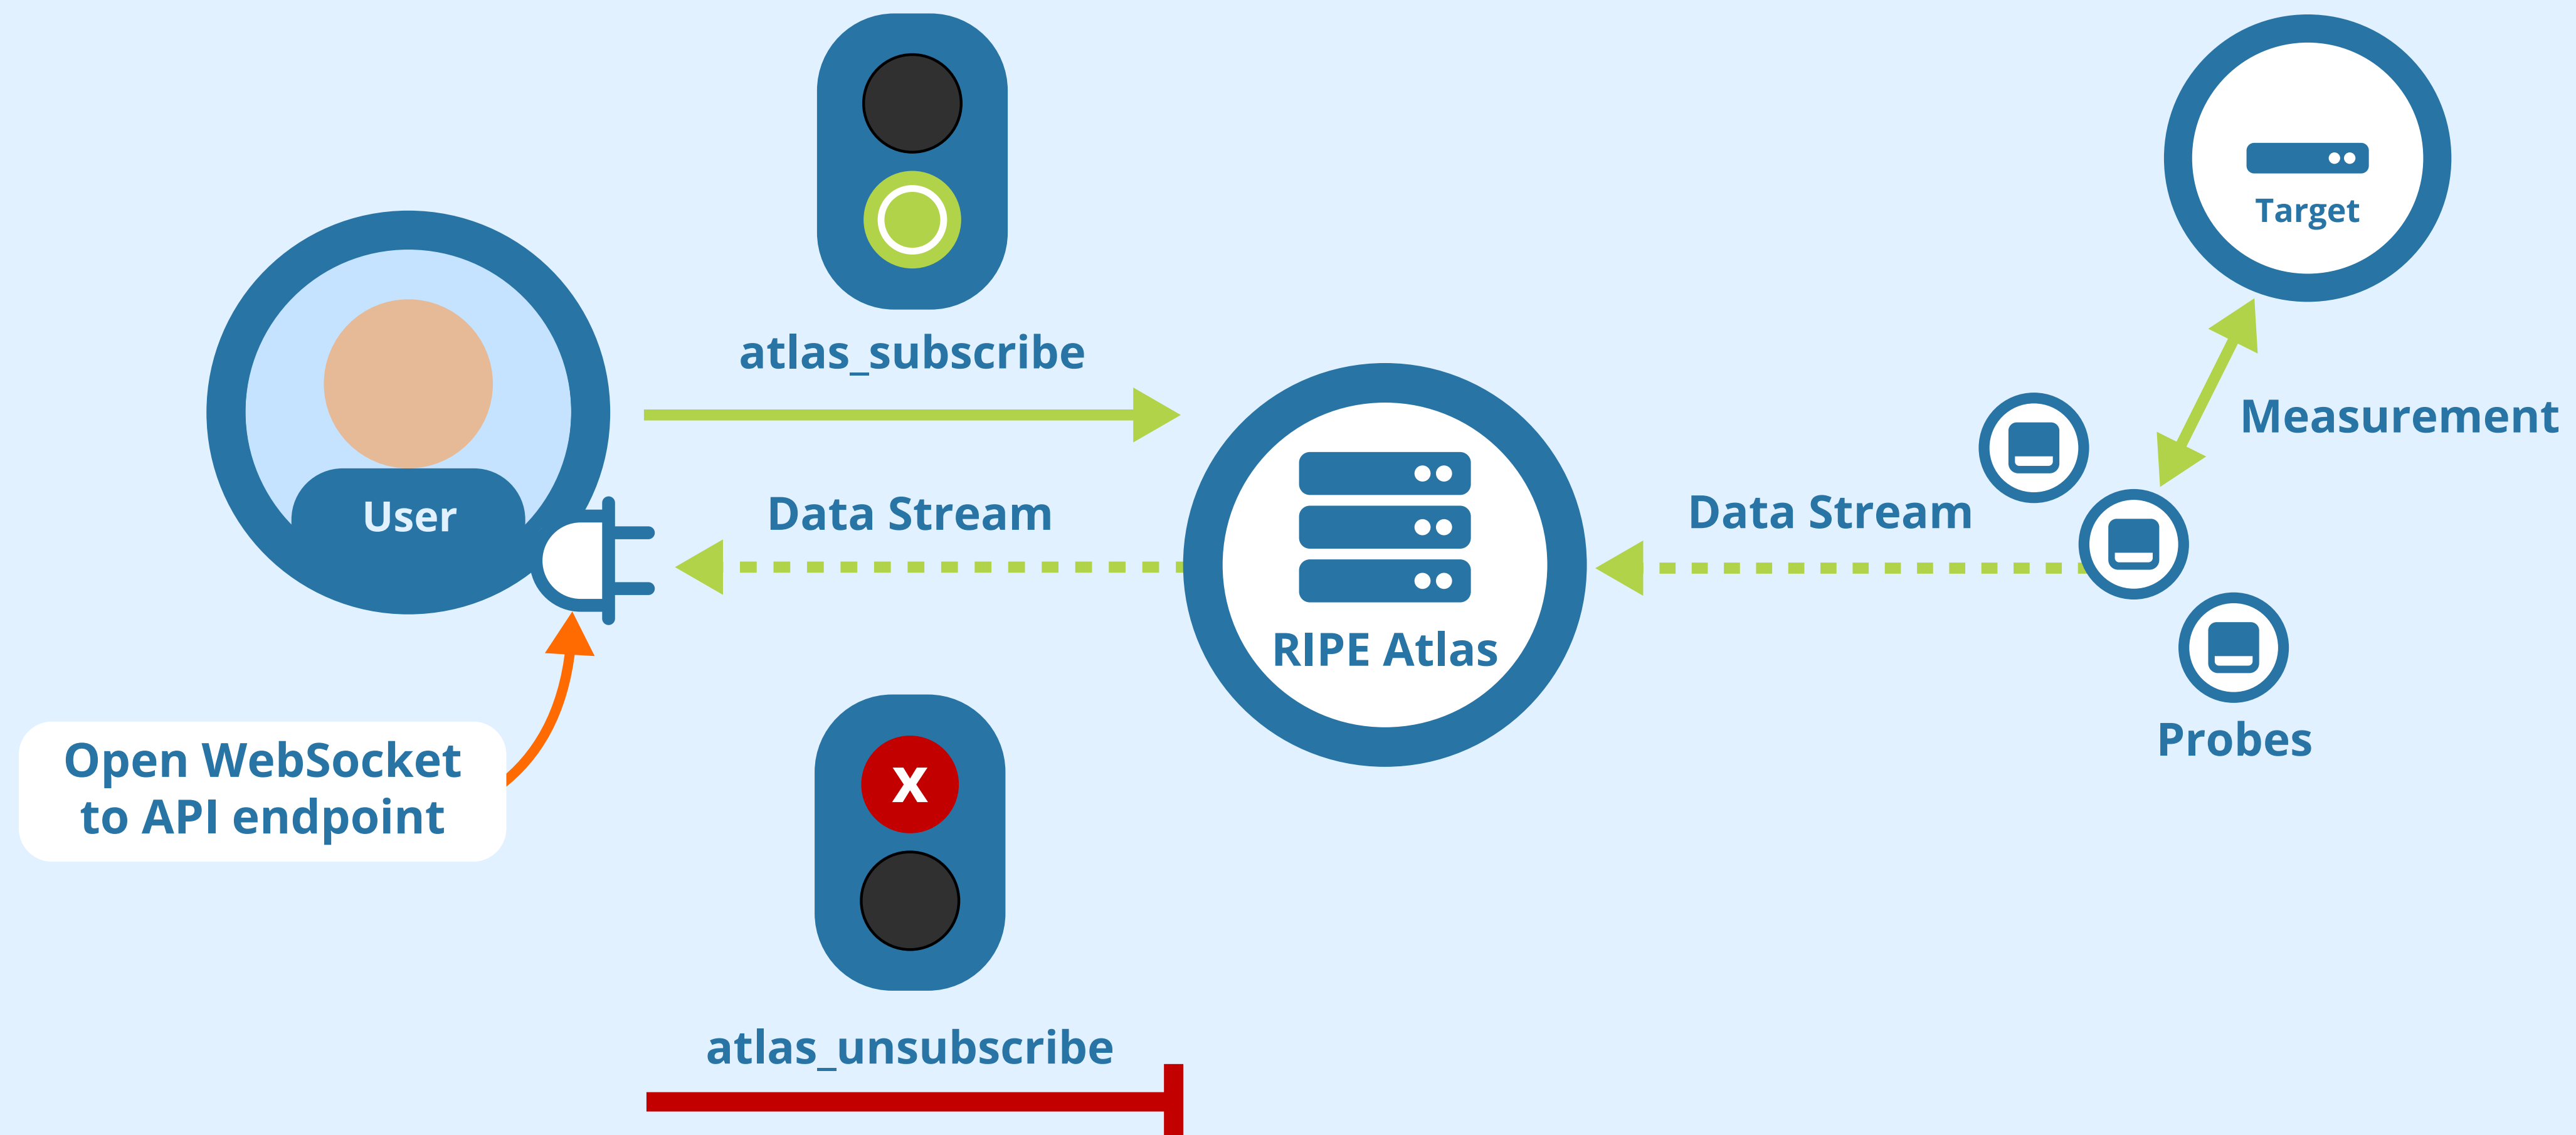 Target
atlas_subscribe
Measurement
User
Data Stream
Data Stream
RIPE Atlas
Probes
Open WebSocket
to API endpoint
x
atlas_unsubscribe